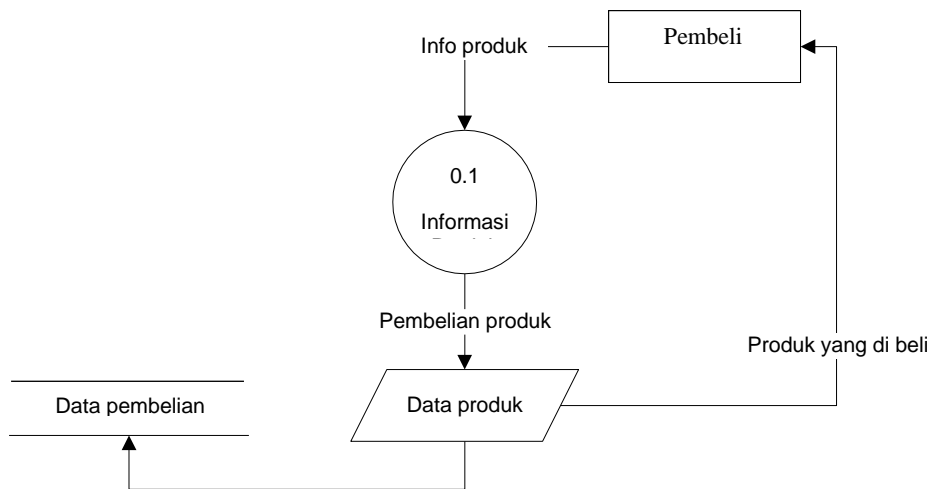 Info produk
Pembeli
0.1
Informasi
Pembelian produk
Produk yang di beli
Data pembelian
Data produk